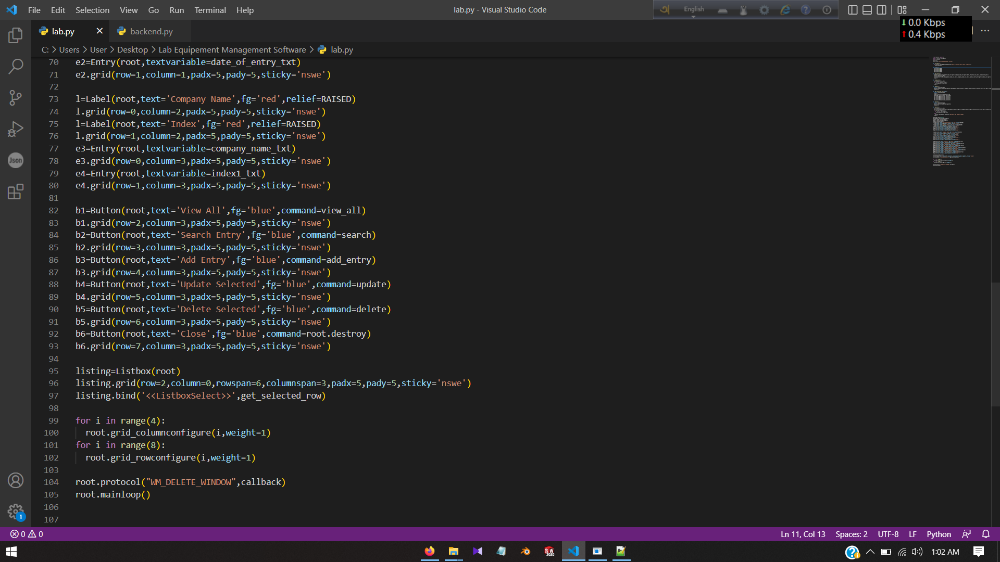 File Edit Selection View Go Run Terminal Help
lab.py - Visual Studio Code
English
0.0 Kbps
0.4 Kbps
lab.py
backend.py
C: > Users > User > Desktop > Lab Equipement Management Software > lab.py
70 e2=Entry(root,textvariable=date_of_entry_txt)
71 e2.grid(row=1,column=1,padx=5,pady=5,sticky='nswe')
72
73 l=Label(root,text='Company Name',fg='red',relief=RAISED)
74 l.grid(row=0,column=2,padx=5,pady=5,sticky='nswe')
75 l=Label(root,text='Index',fg='red',relief=RAISED)
76 l.grid(row=1,column=2,padx=5,pady=5,sticky='nswe')
77 e3=Entry(root,textvariable=company_name_txt)
78 e3.grid(row=0,column=3,padx=5,pady=5,sticky='nswe')
79 e4=Entry(root,textvariable=index1_txt)
80 e4.grid(row=1,column=3,padx=5,pady=5,sticky='nswe')
81
82 b1=Button(root,text='View All',fg='blue',command=view_all)
83 b1.grid(row=2,column=3,padx=5,pady=5,sticky='nswe')
84 b2=Button(root,text='Search Entry',fg='blue',command=search)
85 b2.grid(row=3,column=3,padx=5,pady=5,sticky='nswe')
86 b3=Button(root,text='Add Entry',fg='blue',command=add_entry)
87 b3.grid(row=4,column=3,padx=5,pady=5,sticky='nswe')
88 b4=Button(root,text='Update Selected',fg='blue',command=update)
89 b4.grid(row=5,column=3,padx=5,pady=5,sticky='nswe')
90 b5=Button(root,text='Delete Selected',fg='blue',command=delete)
91 b5.grid(row=6,column=3,padx=5,pady=5,sticky='nswe')
92 b6=Button(root,text='Close',fg='blue',command=root.destroy)
93 b6.grid(row=7,column=3,padx=5,pady=5,sticky='nswe')
94
95 listing=Listbox(root)
96 listing.grid(row=2,column=0,rowspan=6,columnspan=3,padx=5,pady=5,sticky='nswe')
97 listing.bind('<<ListboxSelect>>',get_selected_row)
98
99 for i in range(4):
100 root.grid_columnconfigure(i,weight=1)
101 for i in range(8):
102 root.grid_rowconfigure(i,weight=1)
103
104 root.protocol("WM_DELETE_WINDOW",callback)
105 root.mainloop()
106
107
Json
1
0 0
Ln 11, Col 13 Spaces: 2 UTF-8 LF Python
SW 2020
1:02 AM